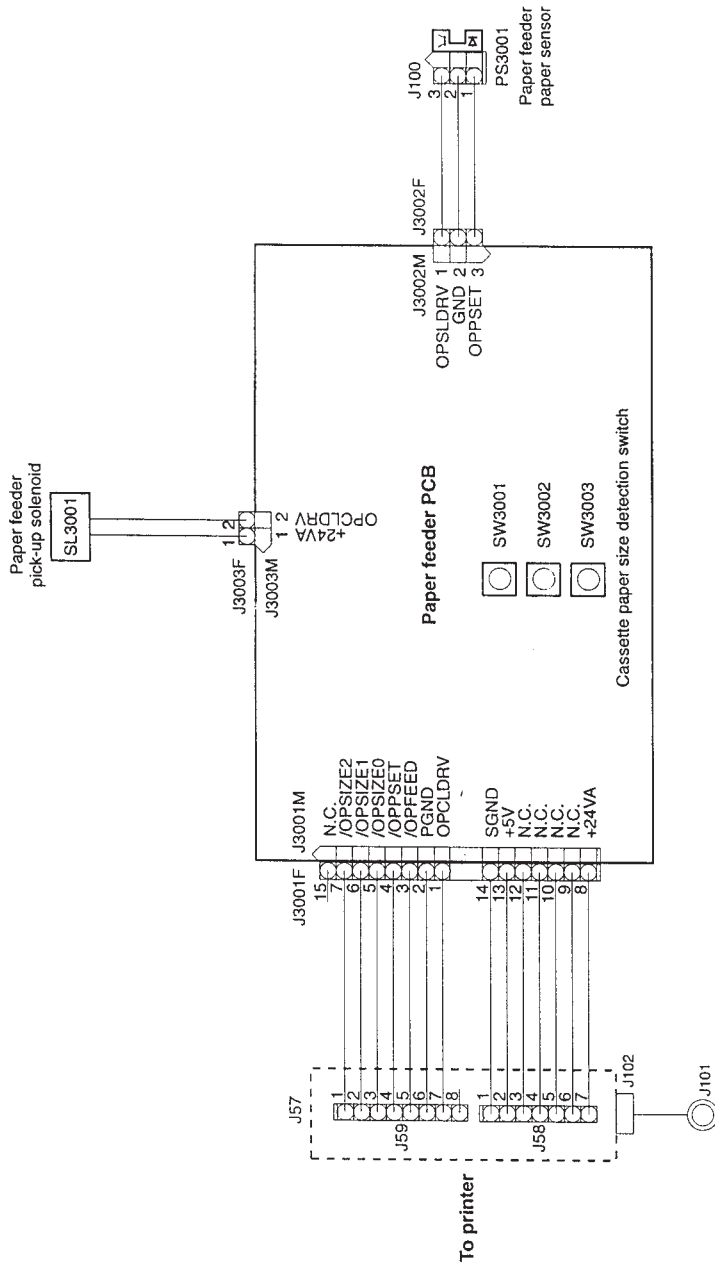 Paper feeder
pick-up solenoid
SL3001
J3003F
1 2
J3003M
1 2
+24VA
OPCLDRV
J3001F
J3001M
15 N.C.
7 /OPSIZE2
6 /OPSIZE1
5 /OPSIZE0
4 /OPPSET
3 /OPFEED
2 PGND
1 OPCLDRV
14 SGND
13 +5V
12 N.C.
11 N.C.
10 N.C.
9 N.C.
8 +24VA
Paper feeder PCB
SW3001
SW3002
SW3003
Cassette paper size detection switch
J3002M
J3002F
OPSLDRV 1
GND 2
OPPSET 3
J100
3
2
1
PS3001
Paper feeder
paper sensor
J57
1
2
3
4
5
6
7
8
J59
1
2
3
4
5
6
7
J58
J102
J101
To printer